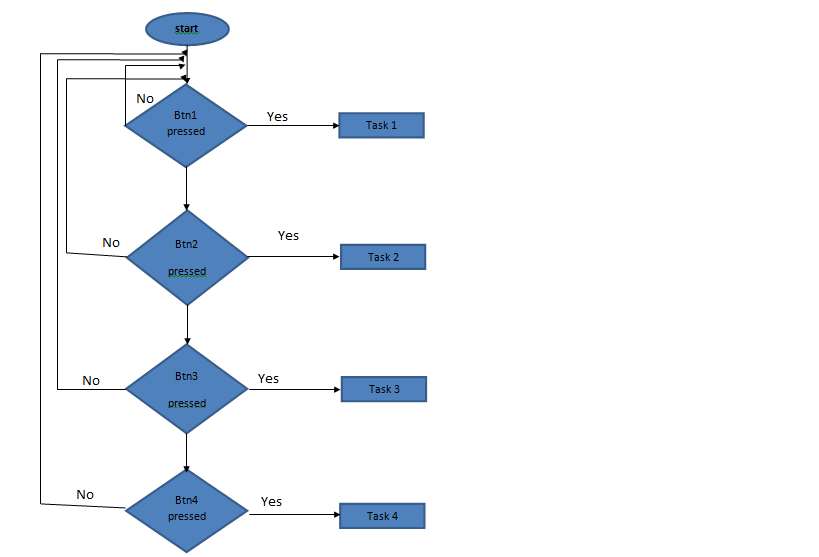 start
No
Btn1
pressed
Yes
Task 1
No
Btn2
pressed
Yes
Task 2
No
Btn3
pressed
Yes
Task 3
No
Btn4
pressed
Yes
Task 4